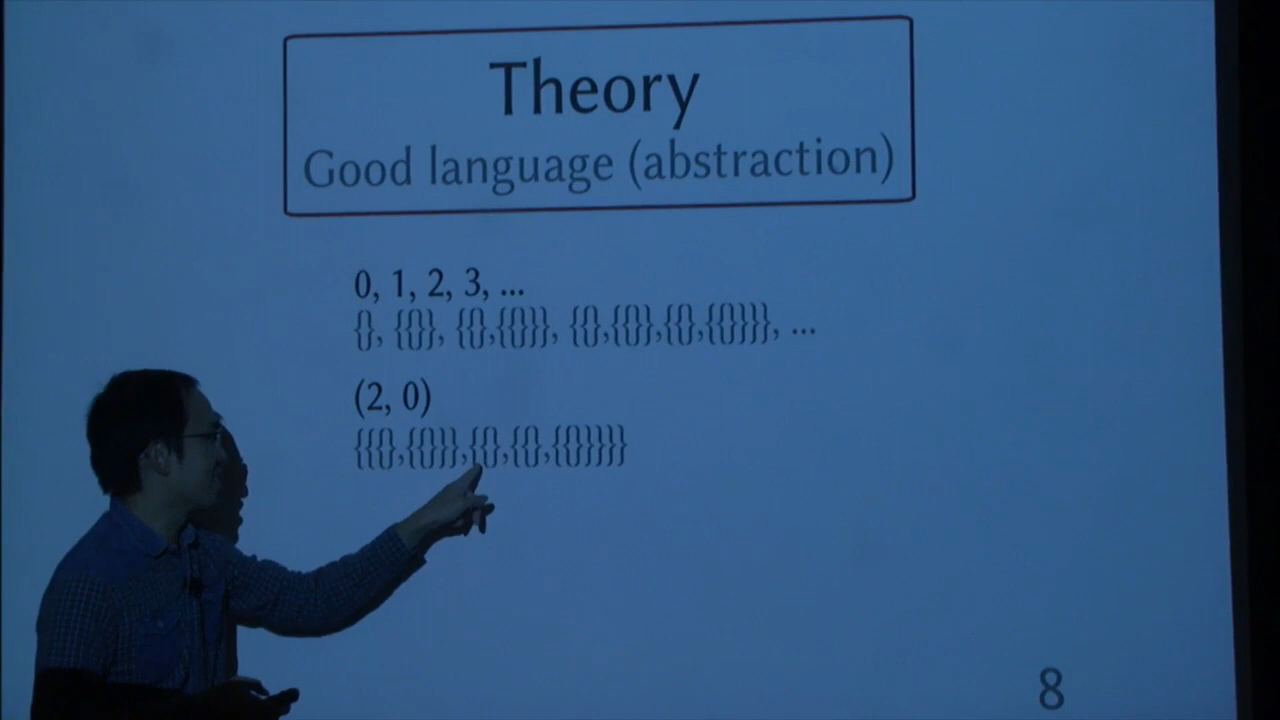 Theory
Good language (abstraction)
0, 1, 2, 3, ...
{}, {{}}, {{},{{}}}, {{},{{}},{{},{{}}}}, ...
(2, 0)
{{{},{{}}},{{},{{},{{}}}}}
8